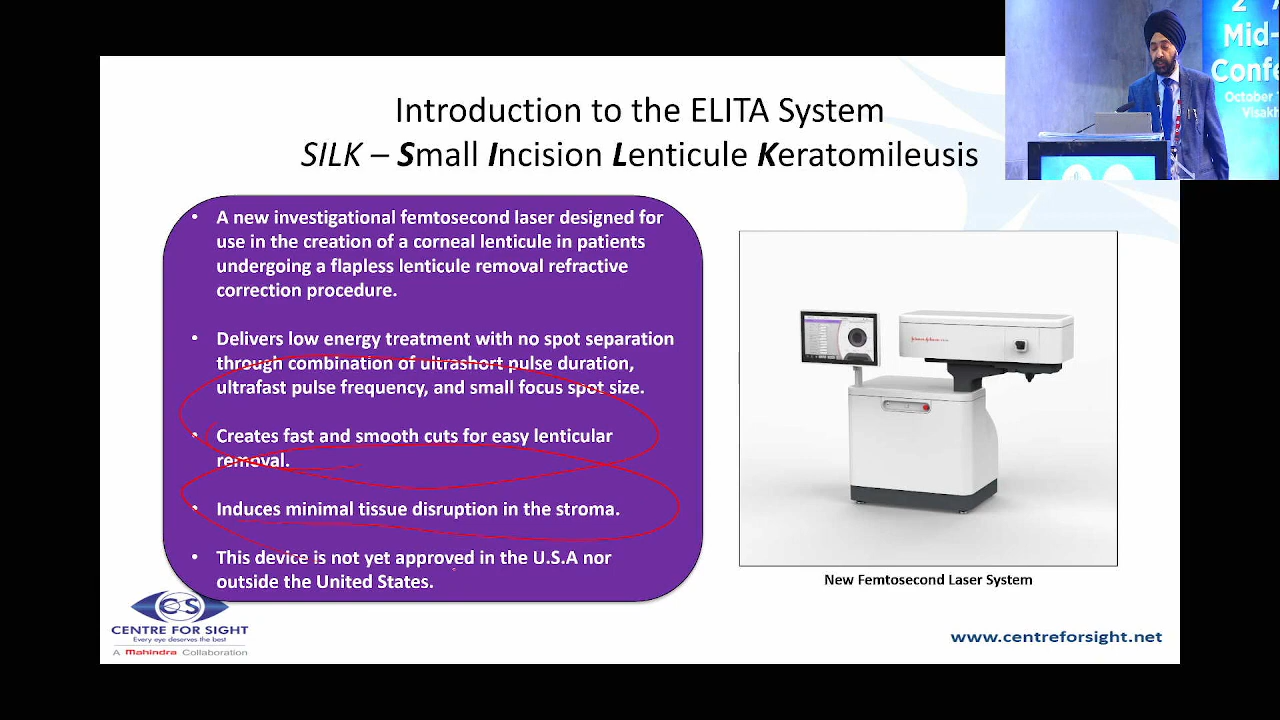 Introduction to the ELITA System
SILK – Small Incision Lenticule Keratomileusis
• A new investigational femtosecond laser designed for
use in the creation of a corneal lenticule in patients
undergoing a flapless lenticule removal refractive
correction procedure.
• Delivers low energy treatment with no spot separation
through combination of ultrashort pulse duration,
ultrafast pulse frequency, and small focus spot size.
• Creates fast and smooth cuts for easy lenticular
removal.
• Induces minimal tissue disruption in the stroma.
• This device is not yet approved in the U.S.A nor
outside the United States.
Johnson & Johnson
New Femtosecond Laser System
CS
CENTRE FOR SIGHT
Every eye deserves the best
A Mahindra Collaboration
www.centreforsight.net
Mid-
Confe
October
Visakh